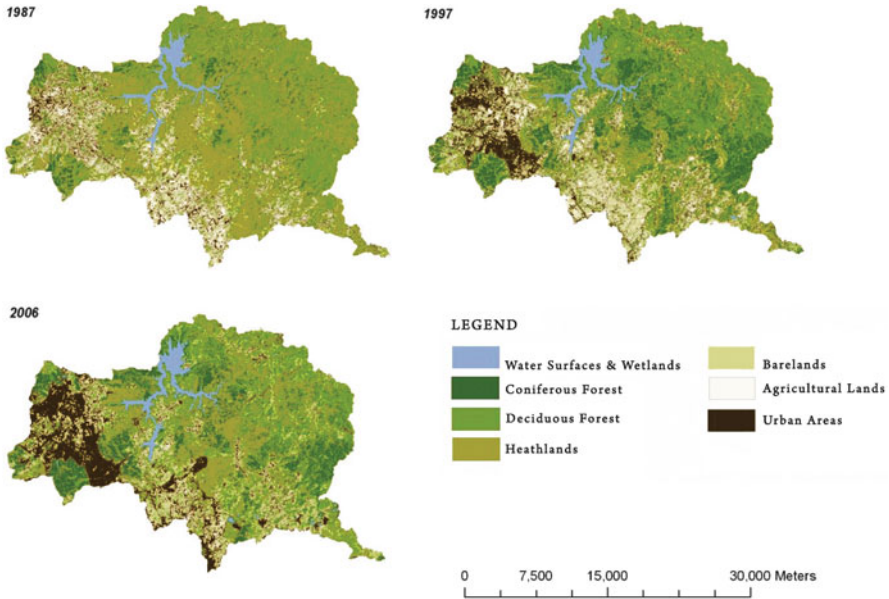 1987
1997
2006
LEGEND
Water Surfaces & Wetlands
Coniferous Forest
Deciduous Forest
Heathlands
Barelands
Agricultural Lands
Urban Areas
0 7,500 15,000 30,000 Meters